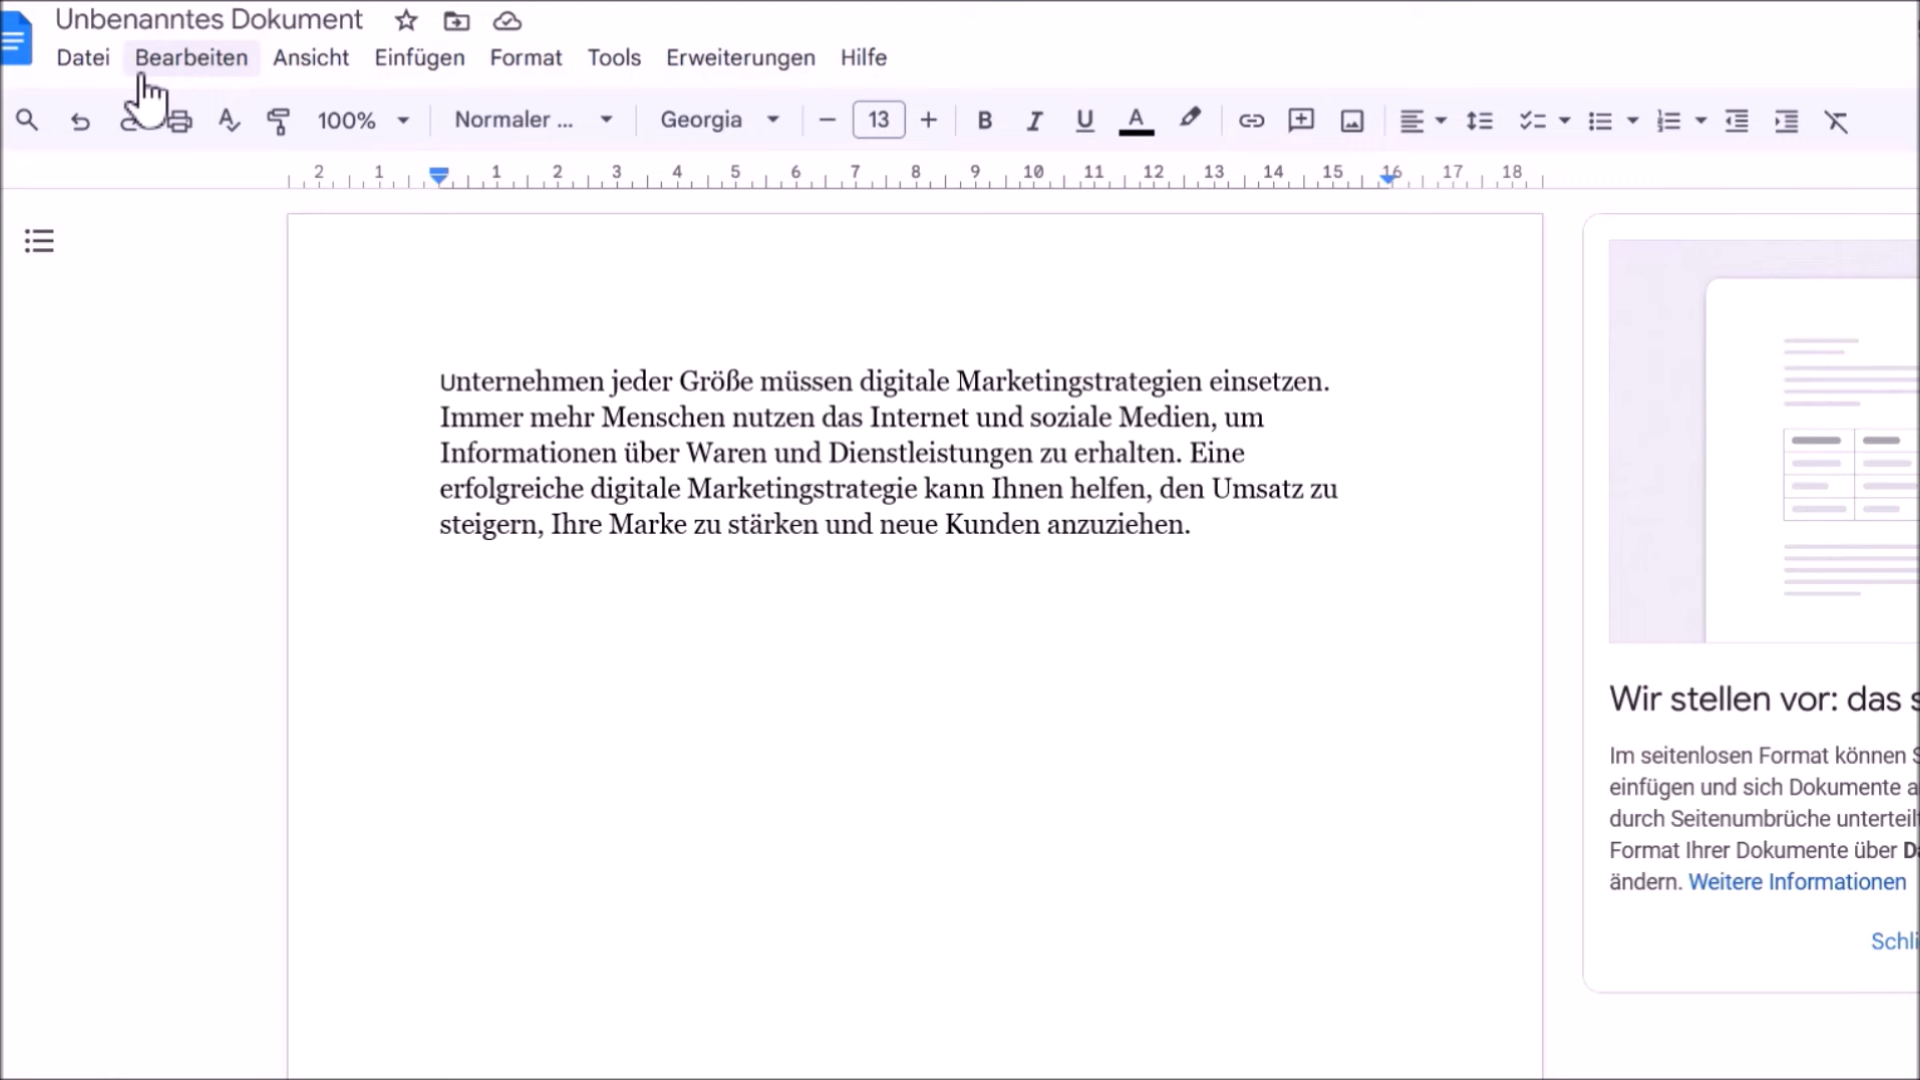 Unbenanntes Dokument
Datei Bearbeiten Ansicht Einfügen Format Tools Erweiterungen Hilfe
100% Normaler ... Georgia 13 B I U A
2 1 1 2 3 4 5 6 7 8 9 10 11 12 13 14 15 16 17 18
Unternehmen jeder Größe müssen digitale Marketingstrategien einsetzen.
Immer mehr Menschen nutzen das Internet und soziale Medien, um
Informationen über Waren und Dienstleistungen zu erhalten. Eine
erfolgreiche digitale Marketingstrategie kann Ihnen helfen, den Umsatz zu
steigern, Ihre Marke zu stärken und neue Kunden anzuziehen.
Wir stellen vor: das
Im seitenlosen Format können
einfügen und sich Dokumente
durch Seitenumbrüche
Format Ihrer Dokumente über
ändern. Weitere Informationen